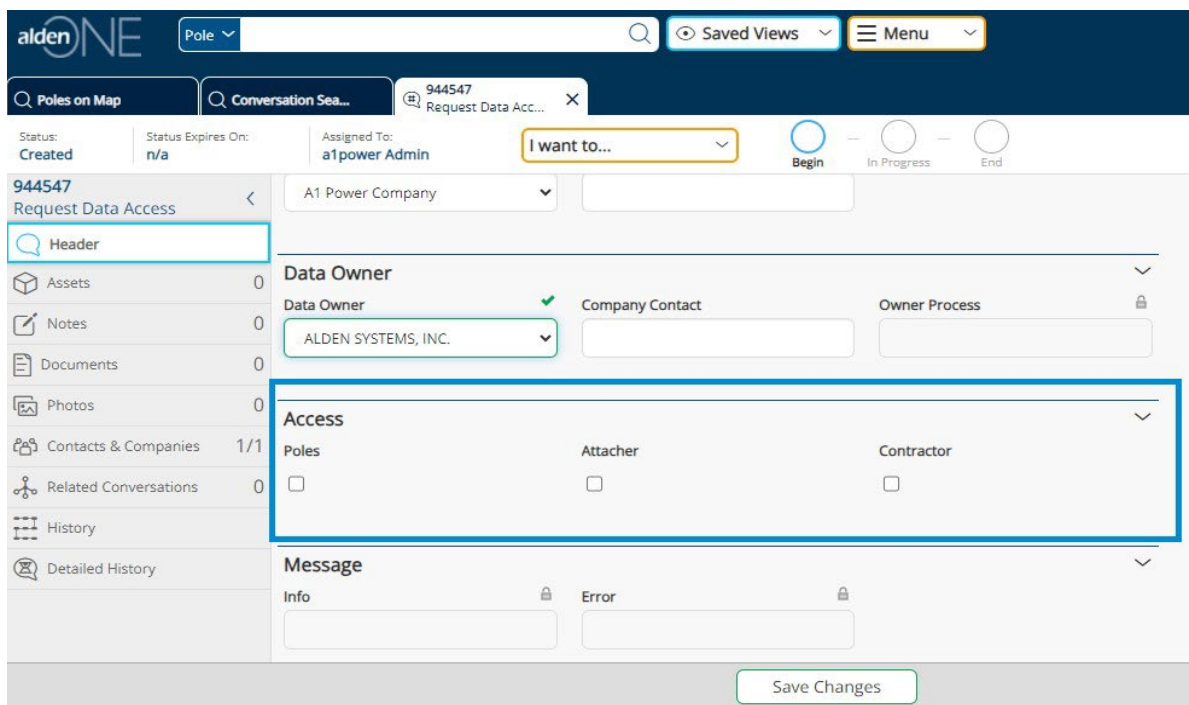 alden ONE
Pole
Saved Views
Menu
Poles on Map
Conversation Sea...
944547
Request Data Acc...
Status:
Created
Status Expires On:
n/a
Assigned To:
a1power Admin
I want to...
Begin
In Progress
End
944547
Request Data Access
Header
Assets 0
Notes 0
Documents 0
Photos 0
Contacts & Companies 1/1
Related Conversations 0
History
Detailed History
A1 Power Company
Data Owner
Data Owner Company Contact Owner Process
ALDEN SYSTEMS, INC.
Access
Poles Attacher Contractor
Message
Info Error
Save Changes